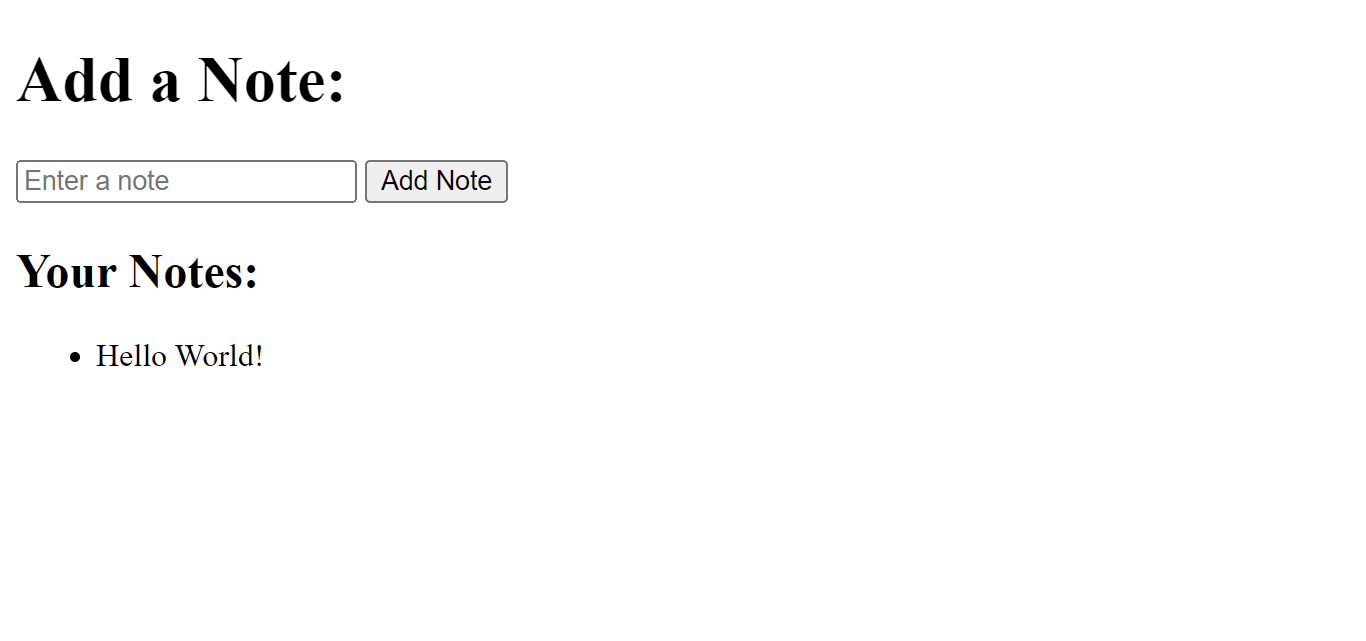 Add a Note:
Enter a note Add Note
Your Notes:
• Hello World!